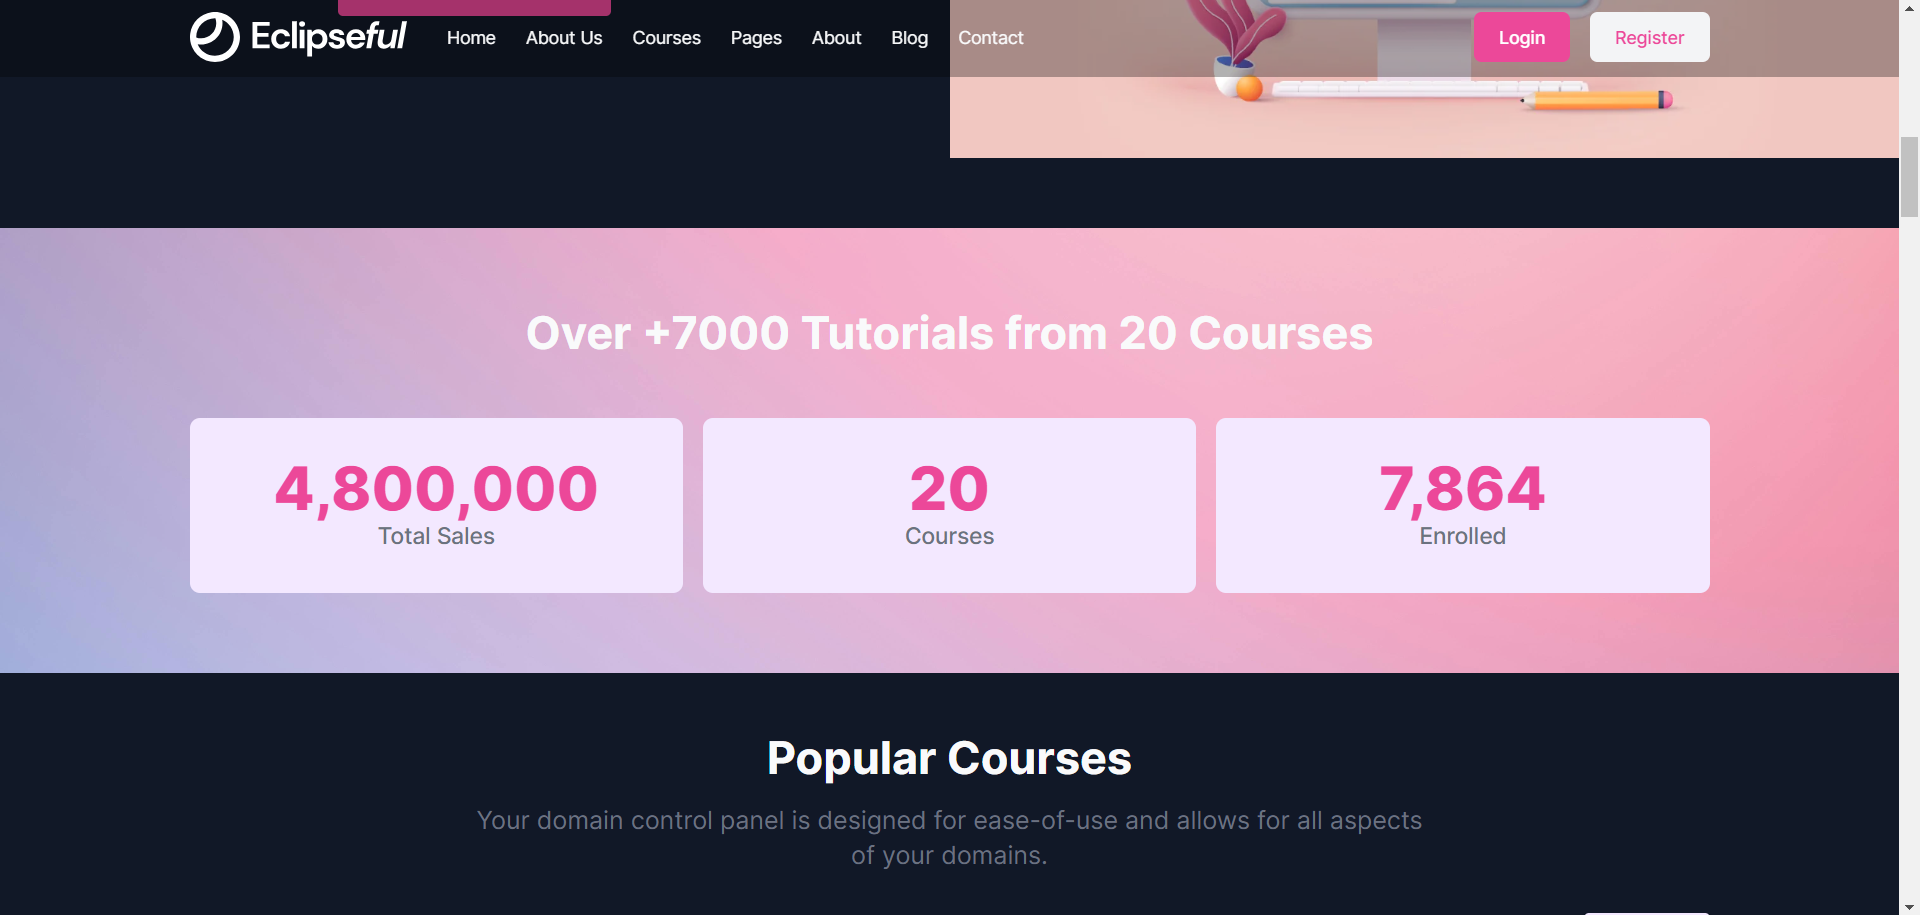 Eclipseful
Home About Us Courses Pages About Blog Contact Login Register
Over +7000 Tutorials from 20 Courses
4,800,000
Total Sales
20
Courses
7,864
Enrolled
Popular Courses
Your domain control panel is designed for ease-of-use and allows for all aspects
of your domains.